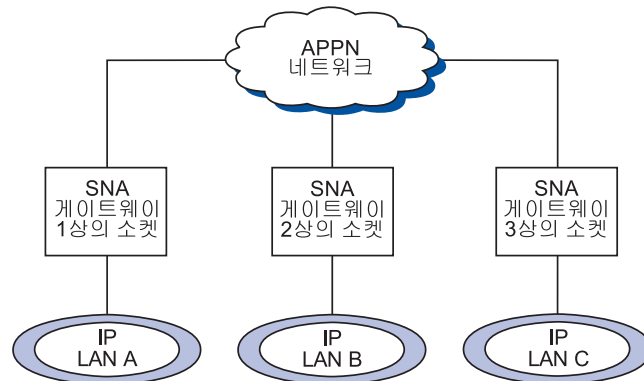 APPN
네트워크
SNA
게이트웨이
1상의 소켓
SNA
게이트웨이
2상의 소켓
SNA
게이트웨이
3상의 소켓
IP
LAN A
IP
LAN B
IP
LAN C